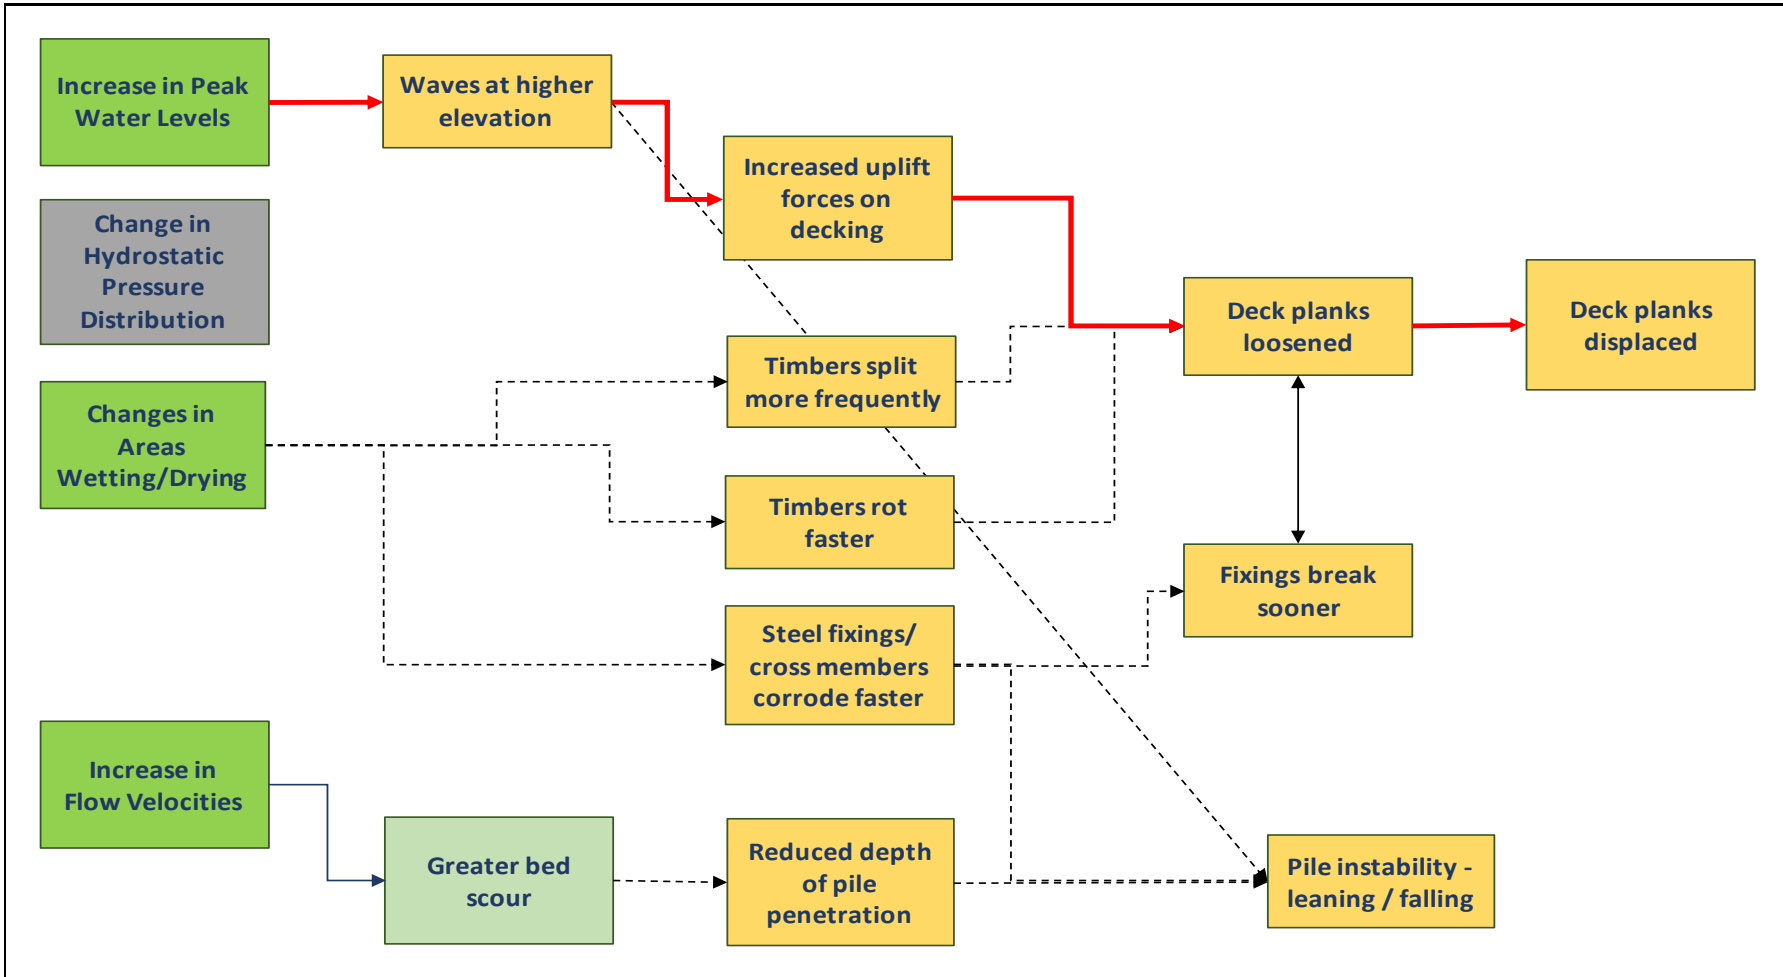 Increase in Peak
Water Levels
Waves at higher
elevation
Increased uplift
forces on
decking
Change in
Hydrostatic
Pressure
Distribution
Deck planks
loosened
Deck planks
displaced
Timbers split
more frequently
Changes in
Areas
Wetting/Drying
Timbers rot
faster
Fixings break
sooner
Steel fixings/
cross members
corrode faster
Increase in
Flow Velocities
Greater bed
scour
Reduced depth
of pile
penetration
Pile instability -
leaning / falling